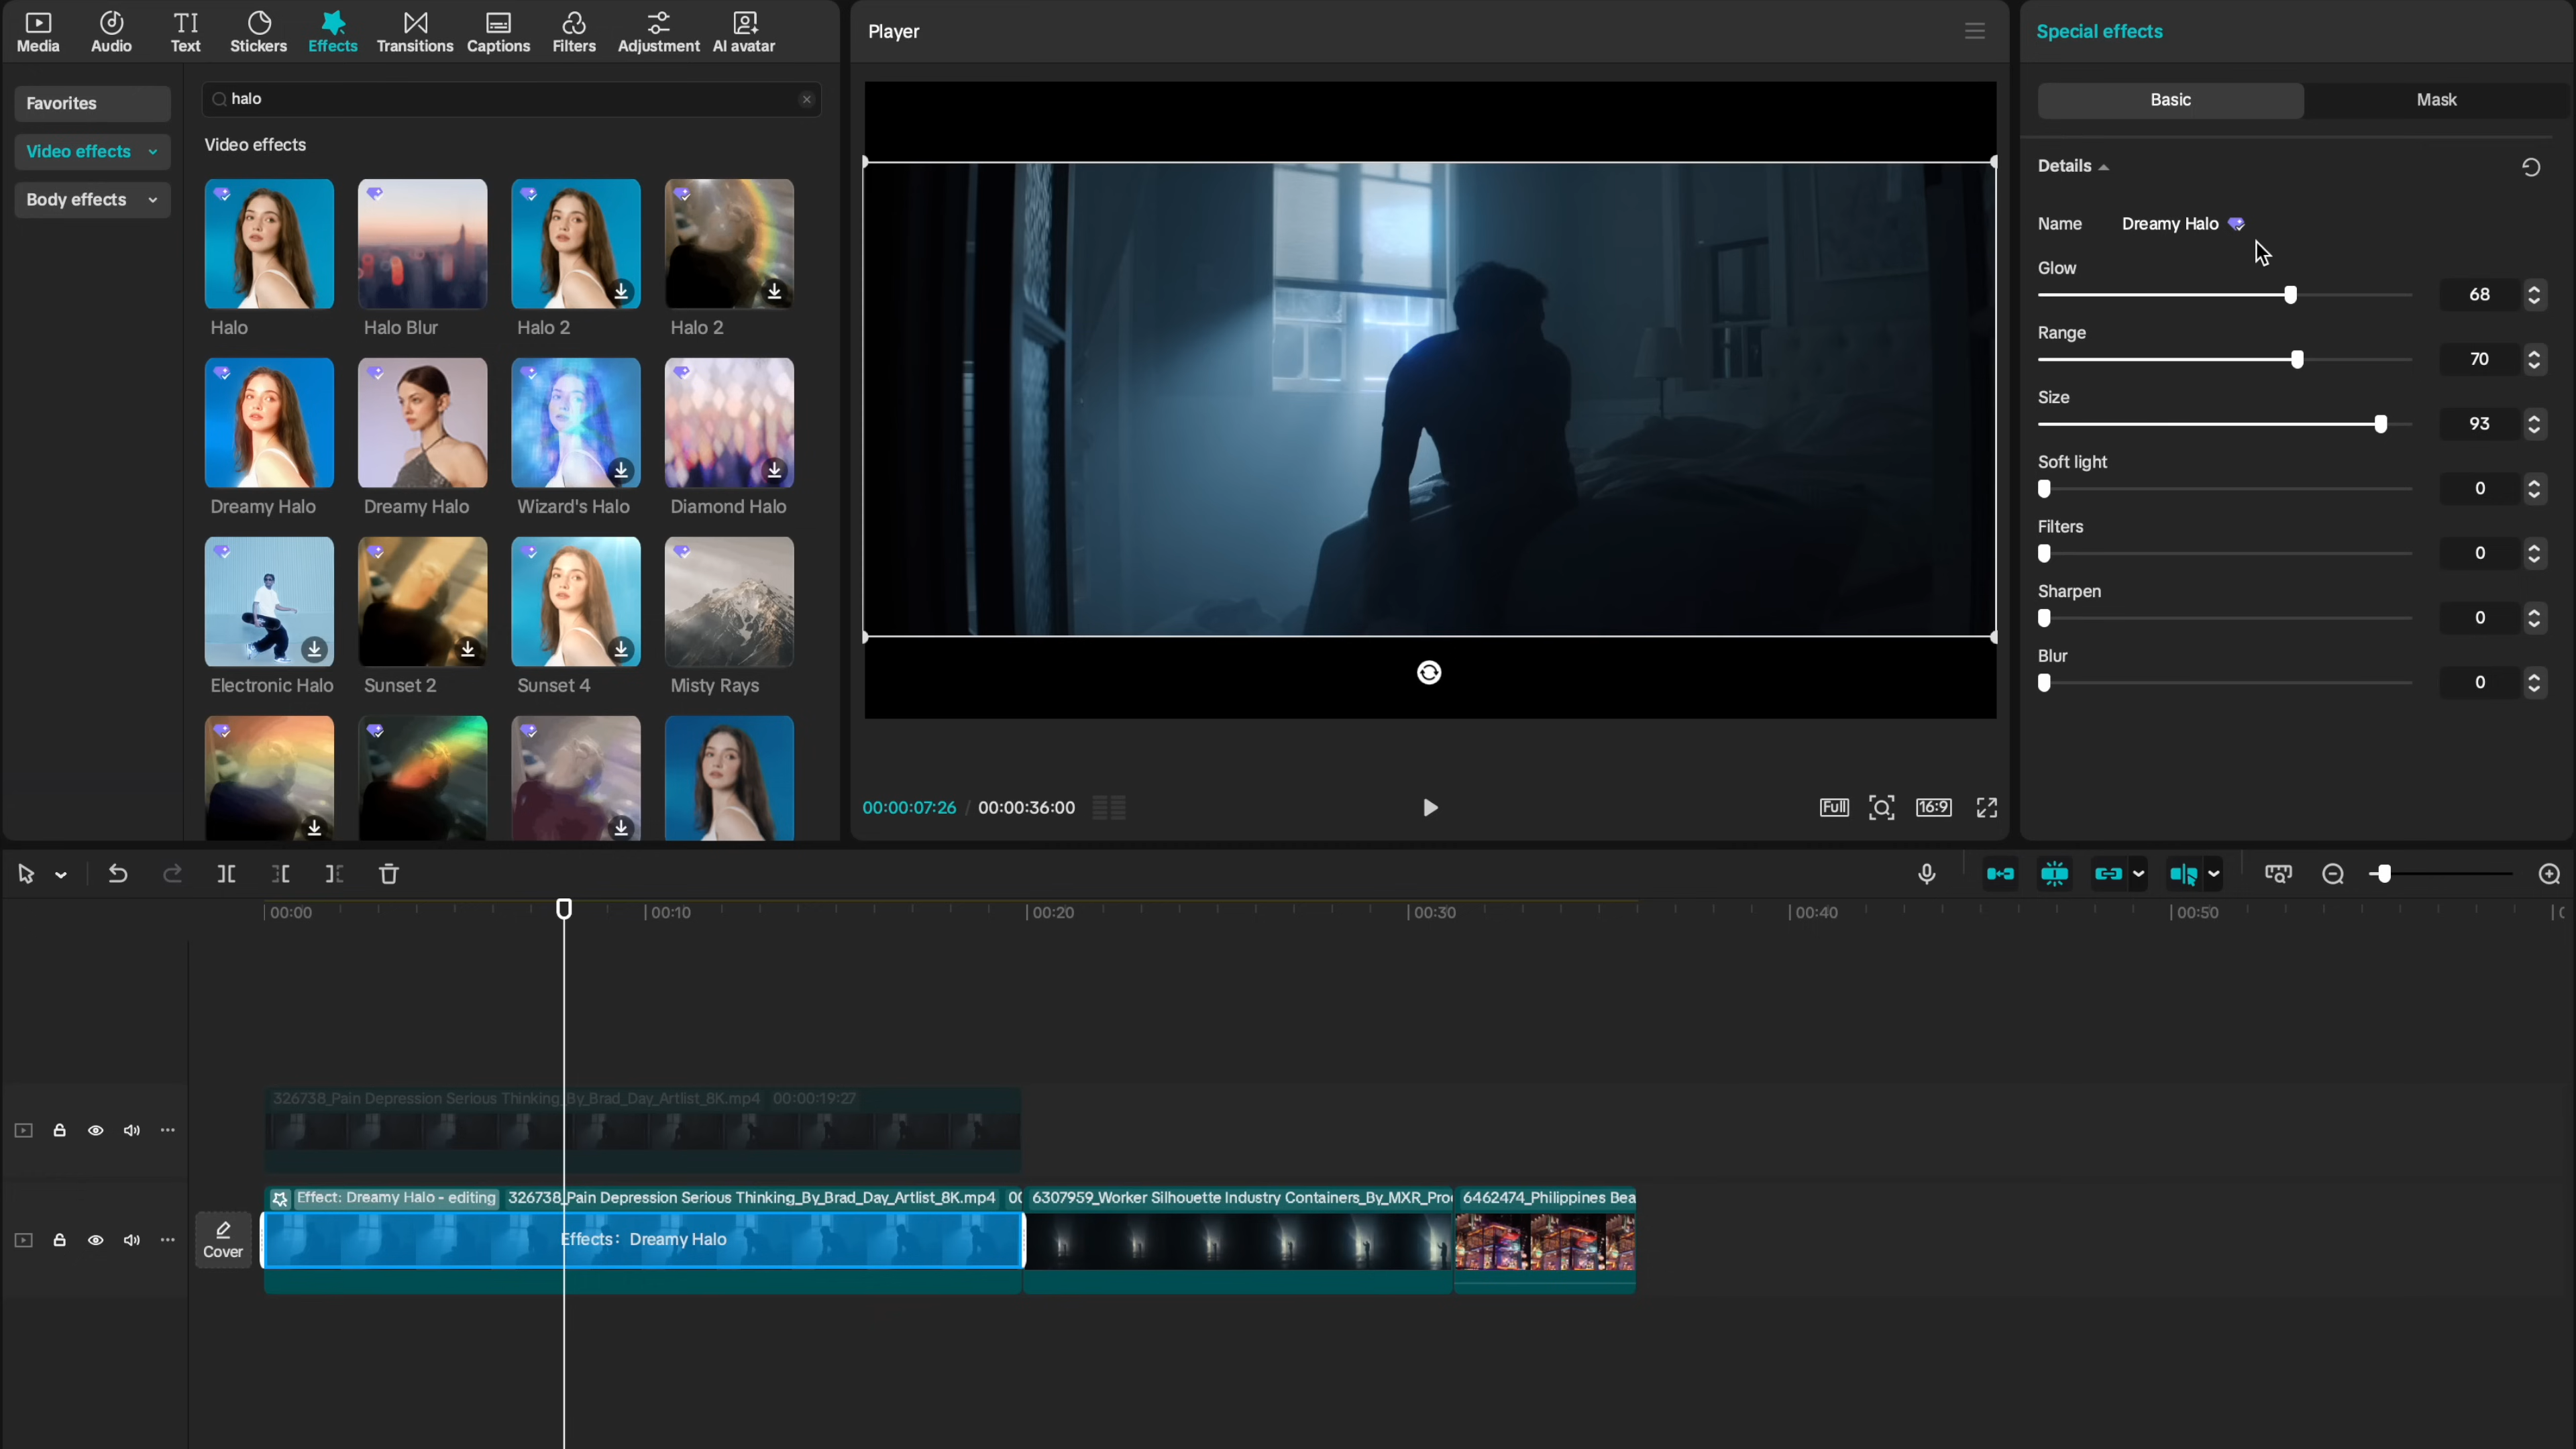 Media
Audio
Text
Stickers
Effects
Transitions
Captions
Filters
Adjustment
AI avatar
Favorites
Video effects
Body effects
halo
Video effects
Halo
Halo Blur
Halo 2
Halo 2
Dreamy Halo
Dreamy Halo
Wizard's Halo
Diamond Halo
Electronic Halo
Sunset 2
Sunset 4
Misty Rays
Player
00:00:07:26 / 00:00:36:00
Full
16:9
Special effects
Basic
Mask
Details
Name Dreamy Halo
Glow
68
Range
70
Size
93
Soft light
0
Filters
0
Sharpen
0
Blur
0
00:00
00:10
00:20
00:30
00:40
00:50
326738_Pain Depression Serious Thinking_By_Brad_Day_Artlist_8K.mp4 00:00:19:27
Effect: Dreamy Halo - editing 326738_Pain Depression Serious Thinking_By_Brad_Day_Artlist_8K.mp4 00
6307959_Worker Silhouette Industry Containers_By_MXR_Pro
6462474_Philippines Bea
Cover
Effects: Dreamy Halo